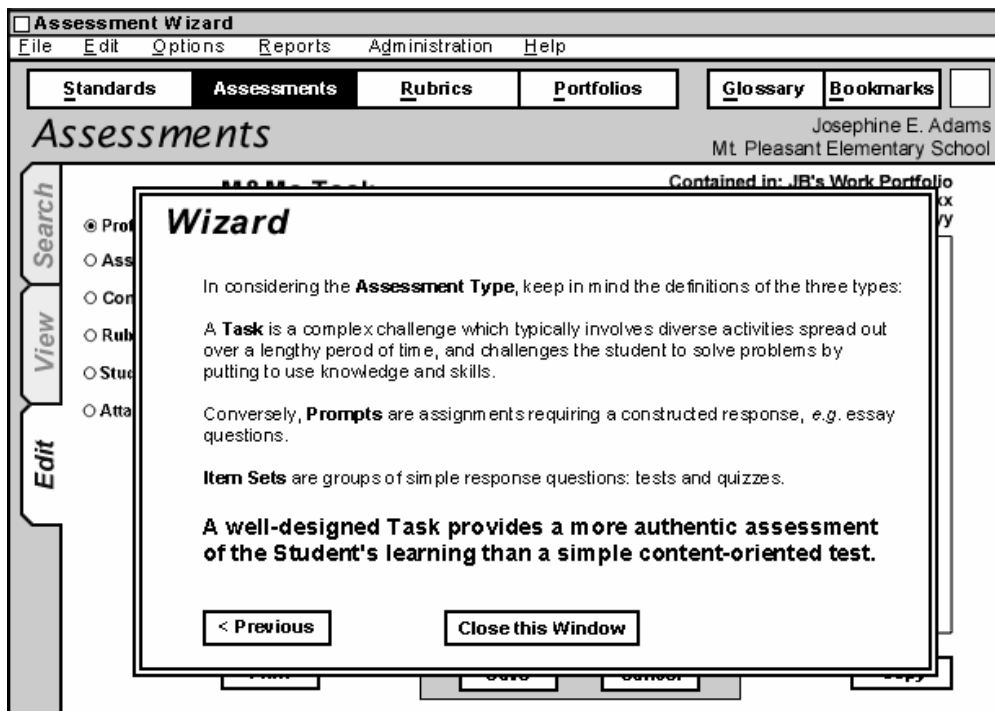 Assessment Wizard
File Edit Options Reports Administration Help
Standards Assessments Rubrics Portfolios Glossary Bookmarks
Assessments
Josephine E. Adams
Mt. Pleasant Elementary School
Search
View
Edit
Contained in: JB's Work Portfolio
Wizard
In considering the Assessment Type, keep in mind the definitions of the three types:
A Task is a complex challenge which typically involves diverse activities spread out
over a lengthy perod of time, and challenges the student to solve problems by
putting to use knowledge and skills.
Conversely, Prompts are assignments requiring a constructed response, e.g. essay
questions.
Item Sets are groups of simple response questions: tests and quizzes.
A well-designed Task provides a more authentic assessment
of the Student's learning than a simple content-oriented test.
< Previous Close this Window